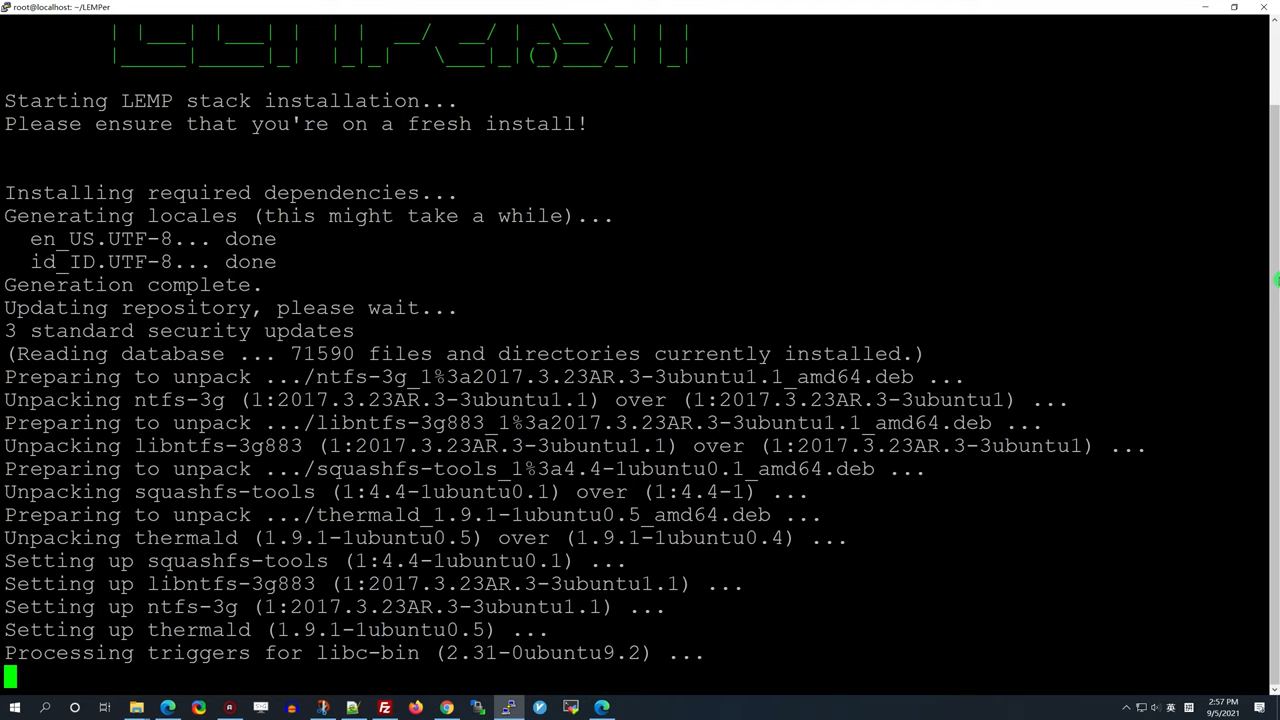 root@localhost: ~/LEMPer
Starting LEMP stack installation...
Please ensure that you're on a fresh install!
Installing required dependencies...
Generating locales (this might take a while)...
en_US.UTF-8... done
id_ID.UTF-8... done
Generation complete.
Updating repository, please wait...
3 standard security updates
(Reading database ... 71590 files and directories currently installed.)
Preparing to unpack .../ntfs-3g_1%3a2017.3.23AR.3-3ubuntu1.1_amd64.deb ...
Unpacking ntfs-3g (1:2017.3.23AR.3-3ubuntu1.1) over (1:2017.3.23AR.3-3ubuntu1) ...
Preparing to unpack .../libntfs-3g883_1%3a2017.3.23AR.3-3ubuntu1.1_amd64.deb ...
Unpacking libntfs-3g883 (1:2017.3.23AR.3-3ubuntu1.1) over (1:2017.3.23AR.3-3ubuntu1) ...
Preparing to unpack .../squashfs-tools_1%3a4.4-1ubuntu0.1_amd64.deb ...
Unpacking squashfs-tools (1:4.4-1ubuntu0.1) over (1:4.4-1) ...
Preparing to unpack .../thermald_1.9.1-1ubuntu0.5_amd64.deb ...
Unpacking thermald (1.9.1-1ubuntu0.5) over (1.9.1-1ubuntu0.4) ...
Setting up squashfs-tools (1:4.4-1ubuntu0.1) ...
Setting up libntfs-3g883 (1:2017.3.23AR.3-3ubuntu1.1) ...
Setting up ntfs-3g (1:2017.3.23AR.3-3ubuntu1.1) ...
Setting up thermald (1.9.1-1ubuntu0.5) ...
Processing triggers for libc-bin (2.31-0ubuntu9.2) ...
英
2:57 PM
9/5/2021